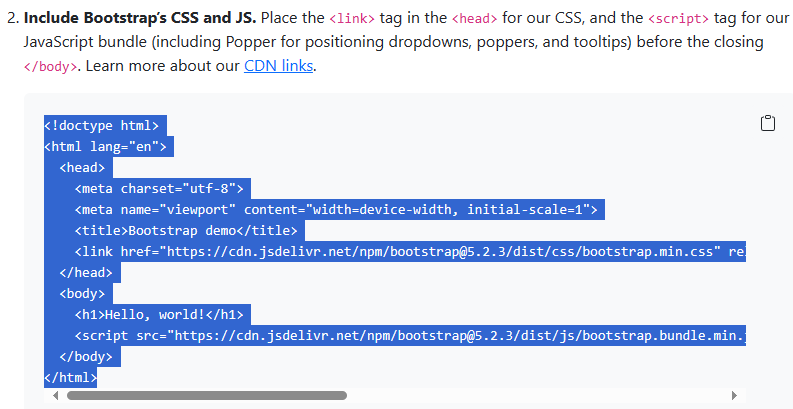 2. Include Bootstrap’s CSS and JS. Place the <link> tag in the <head> for our CSS, and the <script> tag for our
JavaScript bundle (including Popper for positioning dropdowns, poppers, and tooltips) before the closing
</body>. Learn more about our CDN links.
<!doctype html>
<html lang="en">
  <head>
    <meta charset="utf-8">
    <meta name="viewport" content="width=device-width, initial-scale=1">
    <title>Bootstrap demo</title>
    <link href="https://cdn.jsdelivr.net/npm/bootstrap@5.2.3/dist/css/bootstrap.min.css" re
  </head>
  <body>
    <h1>Hello, world!</h1>
    <script src="https://cdn.jsdelivr.net/npm/bootstrap@5.2.3/dist/js/bootstrap.bundle.min.
  </body>
</html>